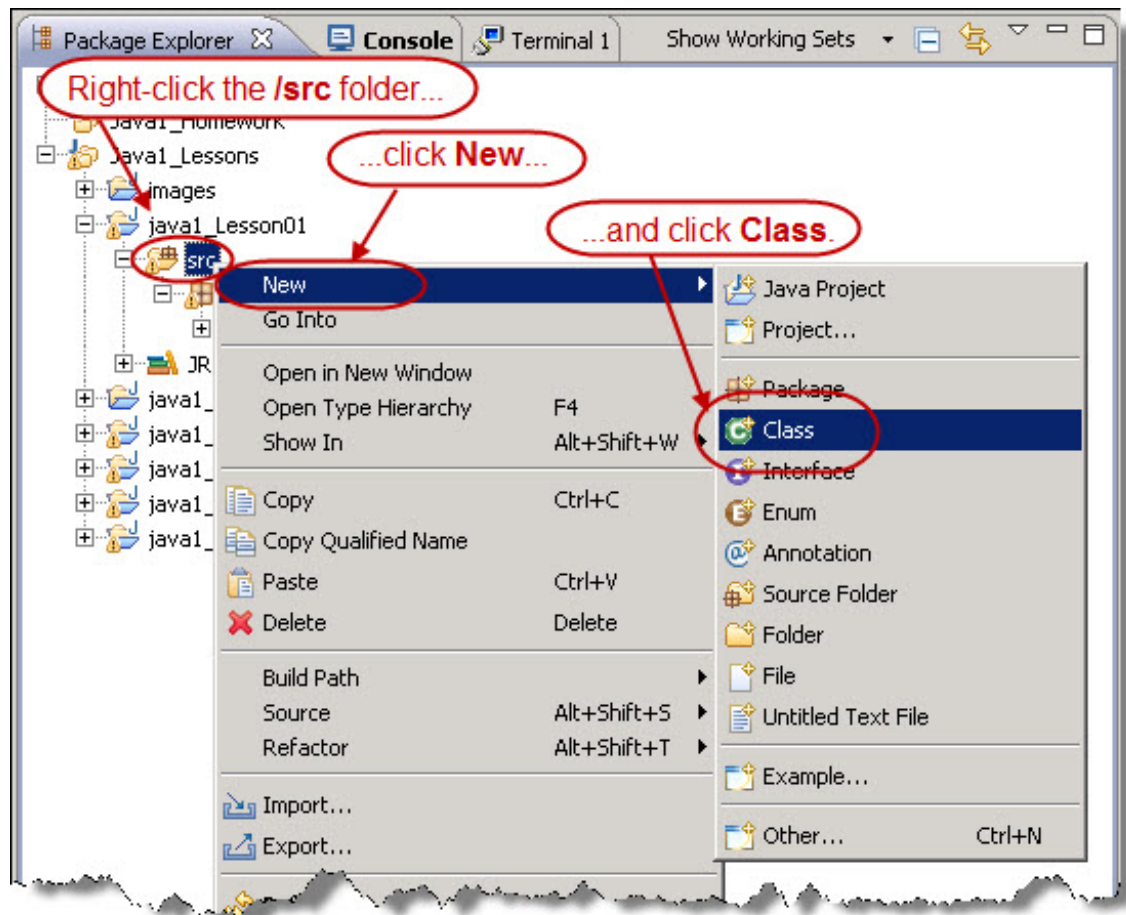 Package Explorer Console Terminal 1 Show Working Sets
Right-click the /src folder...
Java1_Homework
Java1_Lessons
...click New...
images
java1_Lesson01
...and click Class.
src
New
Java Project
Go Into
Project...
JR
Open in New Window
Package
java1_
Open Type Hierarchy F4
Class
java1_
Show In Alt+Shift+W
java1_
Interface
java1_
Copy Ctrl+C
Enum
java1_
Copy Qualified Name
Annotation
Paste Ctrl+V
Source Folder
Delete Delete
Folder
Build Path
File
Source Alt+Shift+S
Untitled Text File
Refactor Alt+Shift+T
Example...
Import...
Other... Ctrl+N
Export...